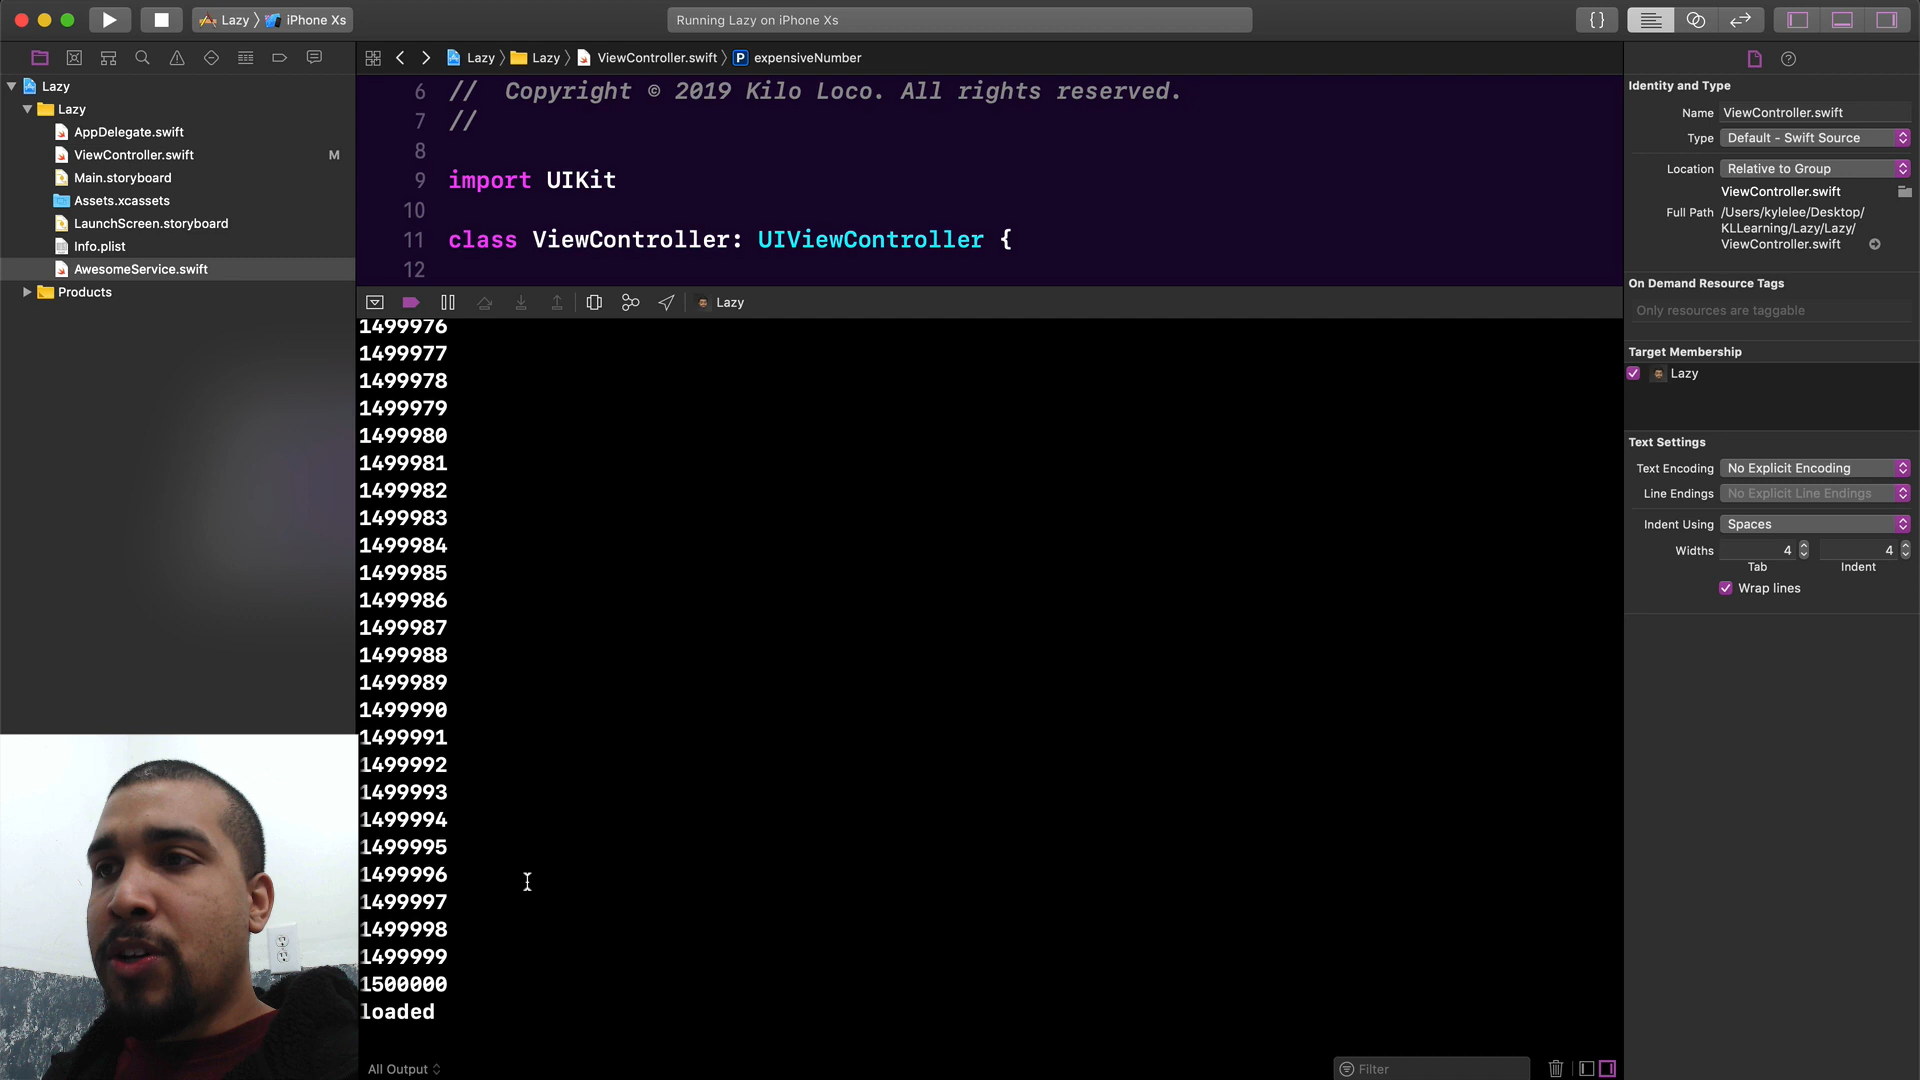 Lazy 〉 iPhone Xs
Running Lazy on iPhone Xs
{}
Lazy
Lazy
AppDelegate.swift
ViewController.swift M
Main.storyboard
Assets.xcassets
LaunchScreen.storyboard
Info.plist
AwesomeService.swift
Products
Lazy 〉 Lazy 〉 ViewController.swift 〉 P expensiveNumber
6 //  Copyright © 2019 Kilo Loco. All rights reserved.
7 //
8
9 import UIKit
10
11 class ViewController: UIViewController {
12
Lazy
1499976
1499977
1499978
1499979
1499980
1499981
1499982
1499983
1499984
1499985
1499986
1499987
1499988
1499989
1499990
1499991
1499992
1499993
1499994
1499995
1499996
1499997
1499998
1499999
1500000
loaded
All Output
Filter
Identity and Type
Name ViewController.swift
Type Default - Swift Source
Location Relative to Group
ViewController.swift
Full Path /Users/kylelee/Desktop/
KLLearning/Lazy/Lazy/
ViewController.swift
On Demand Resource Tags
Only resources are taggable
Target Membership
Lazy
Text Settings
Text Encoding No Explicit Encoding
Line Endings No Explicit Line Endings
Indent Using Spaces
Widths 4 4
Tab Indent
Wrap lines